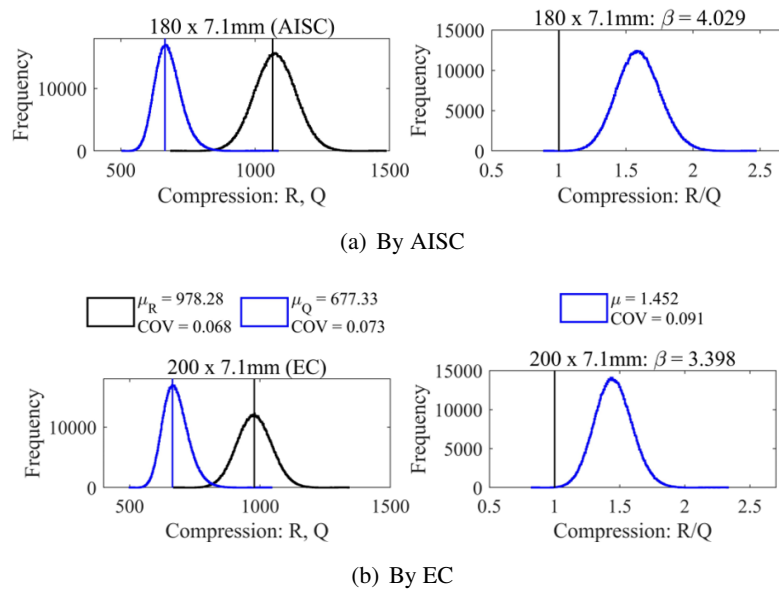 180 x 7.1mm (AISC)
Frequency
10000
0
500
1000
1500
Compression: R, Q
180 x 7.1mm: β = 4.029
Frequency
15000
10000
5000
0
0.5
1
1.5
2
2.5
Compression: R/Q
(a) By AISC
μR = 978.28
COV = 0.068
μQ = 677.33
COV = 0.073
μ = 1.452
COV = 0.091
200 x 7.1mm (EC)
Frequency
10000
0
500
1000
1500
Compression: R, Q
200 x 7.1mm: β = 3.398
Frequency
15000
10000
5000
0
0.5
1
1.5
2
2.5
Compression: R/Q
(b) By EC